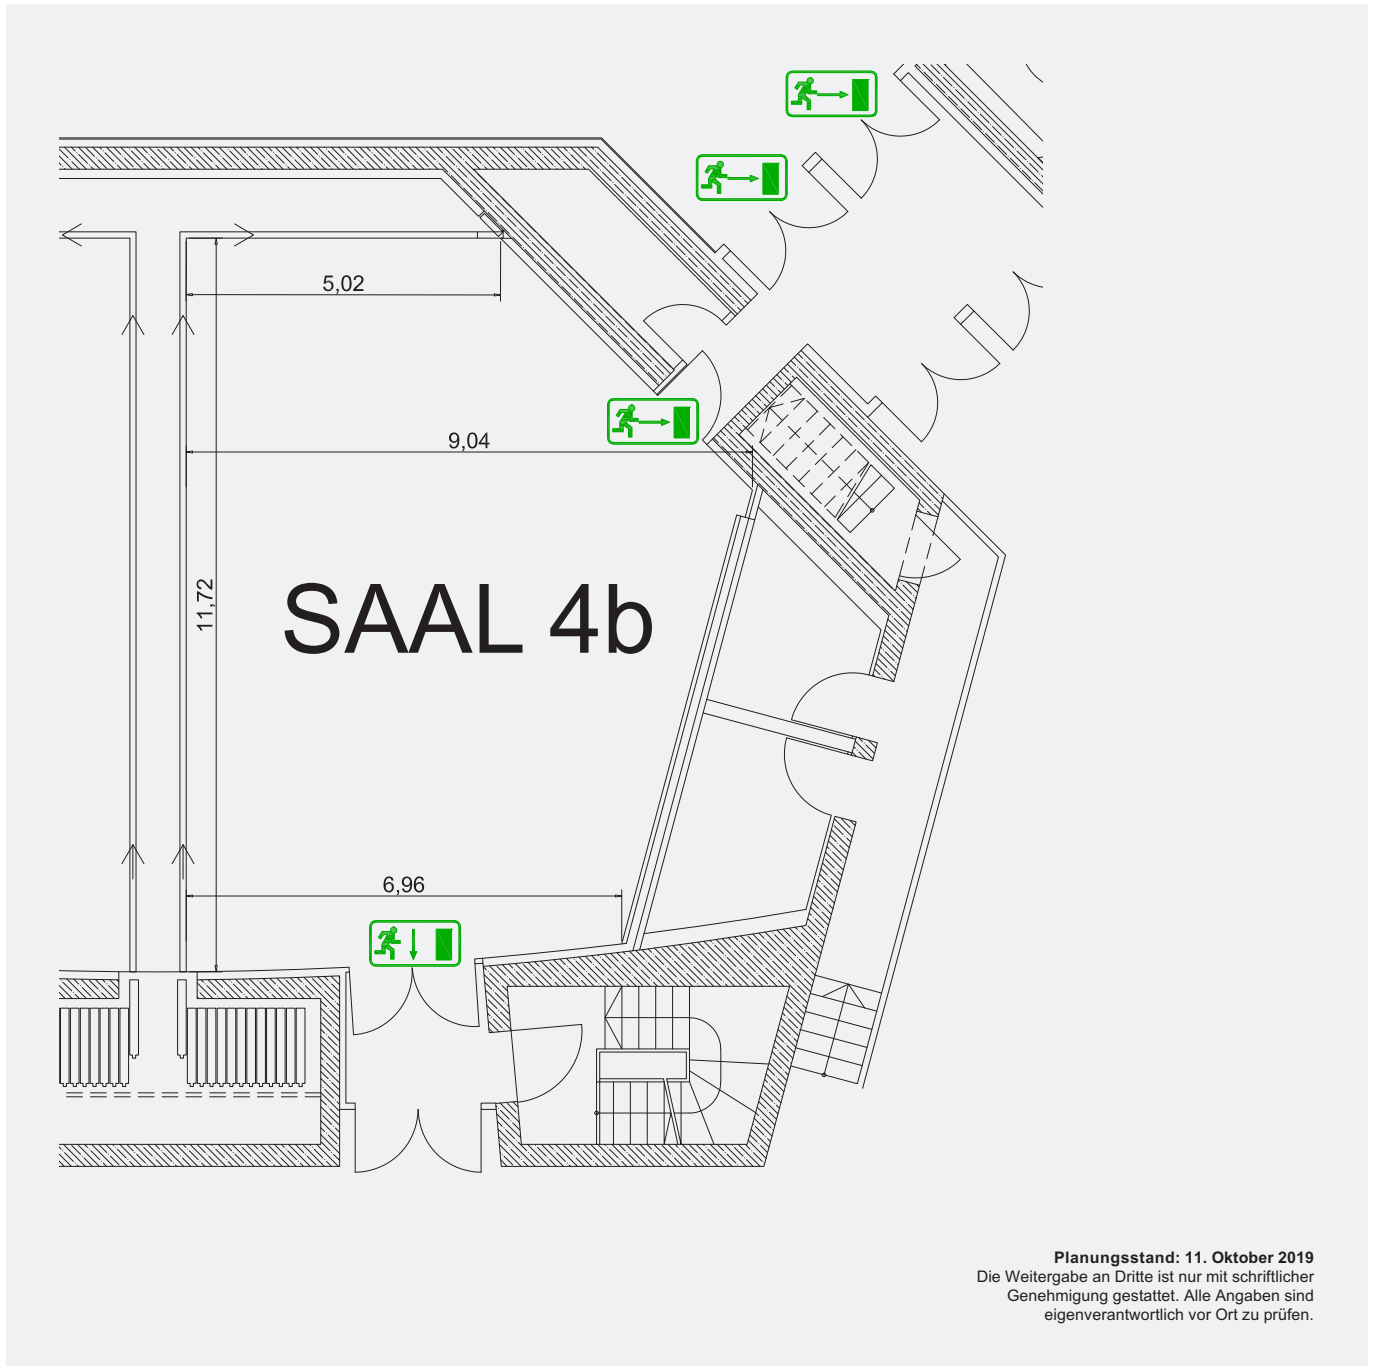 5,02
9,04
11,72
SAAL 4b
6,96
Planungsstand: 11. Oktober 2019
Die Weitergabe an Dritte ist nur mit schriftlicher
Genehmigung gestattet. Alle Angaben sind
eigenverantwortlich vor Ort zu prüfen.